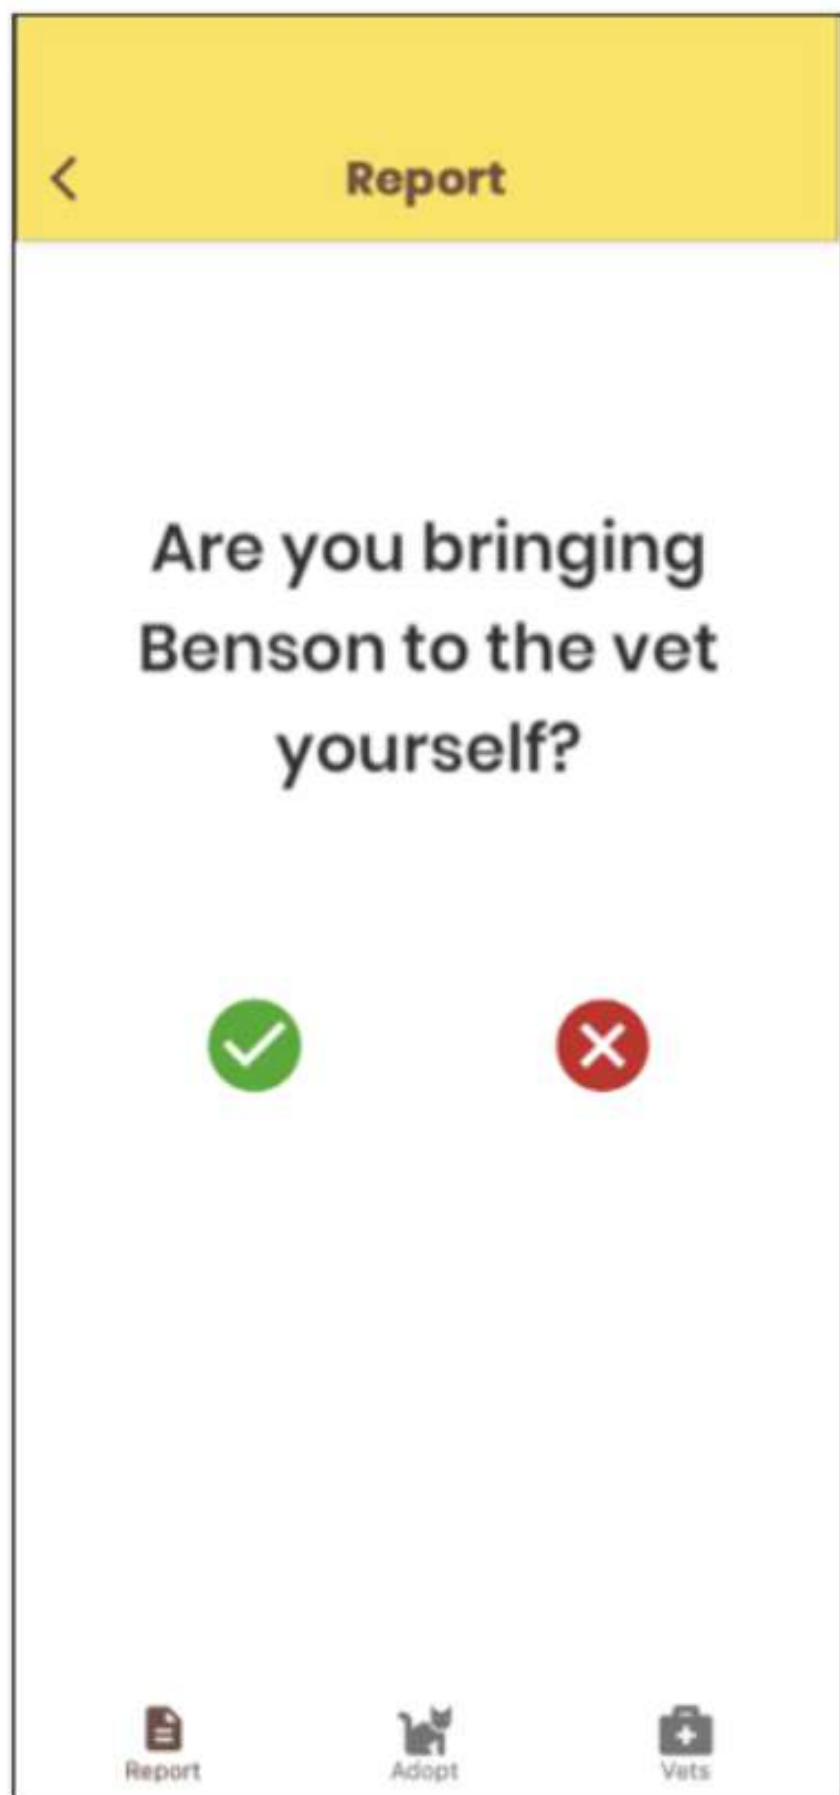 Report
Are you bringing
Benson to the vet
yourself?
Report
Adopt
Vets